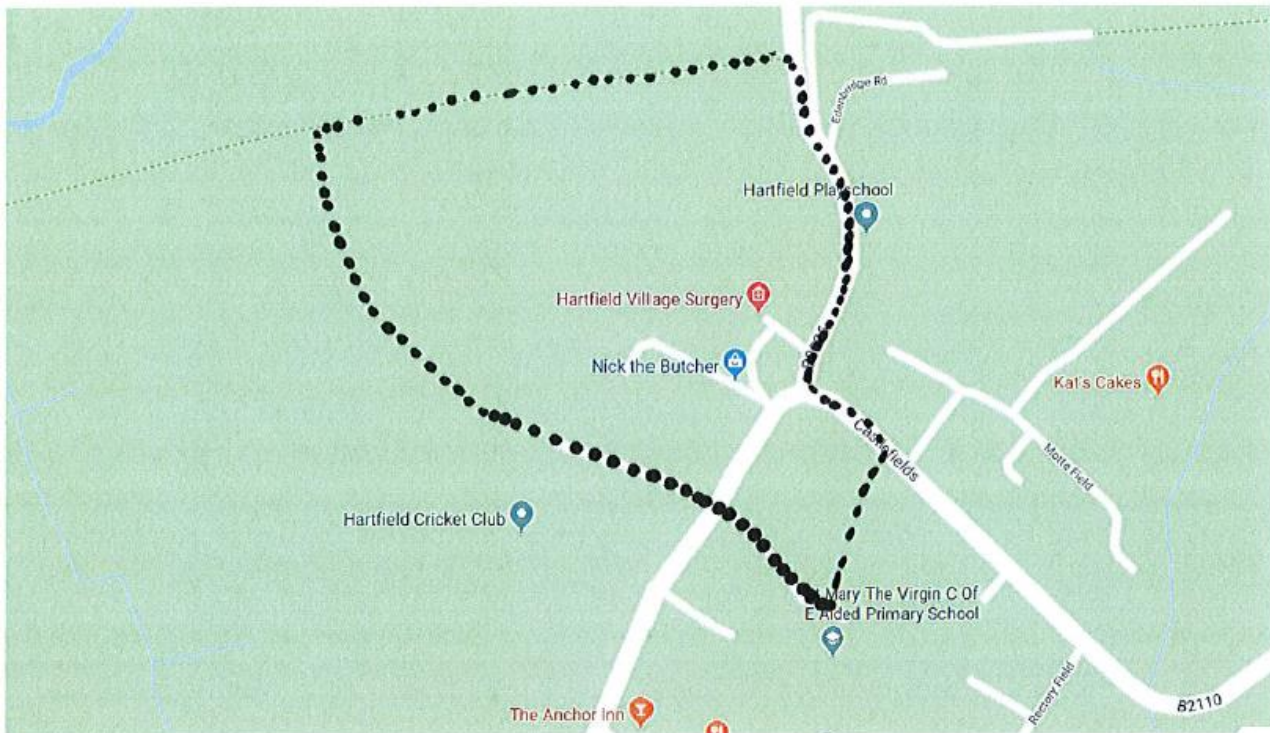 Edenbridge Rd
Hartfield Playschool
Hartfield Village Surgery
Nick the Butcher
Kat's Cakes
Castlefields
Motte Field
Hartfield Cricket Club
Mary The Virgin C Of
E Aided Primary School
Rectory Field
B2110
The Anchor Inn